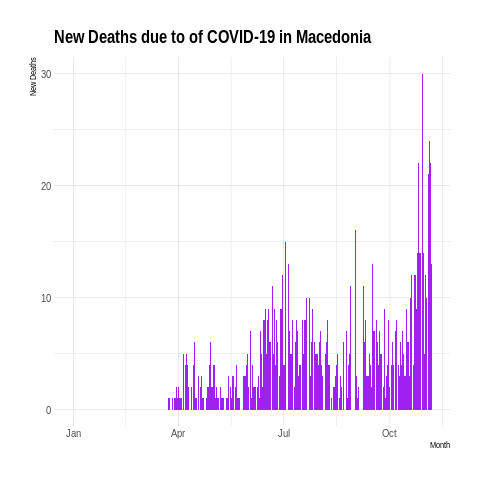 New Deaths due to of COVID-19 in Macedonia
New Deaths
30
20
10
0
Jan Apr Jul Oct
Month